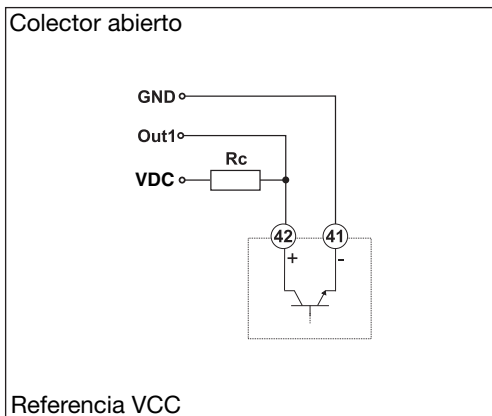 Colector abierto
GND
Out1
Rc
VDC
42 41
+ -
Referencia VCC